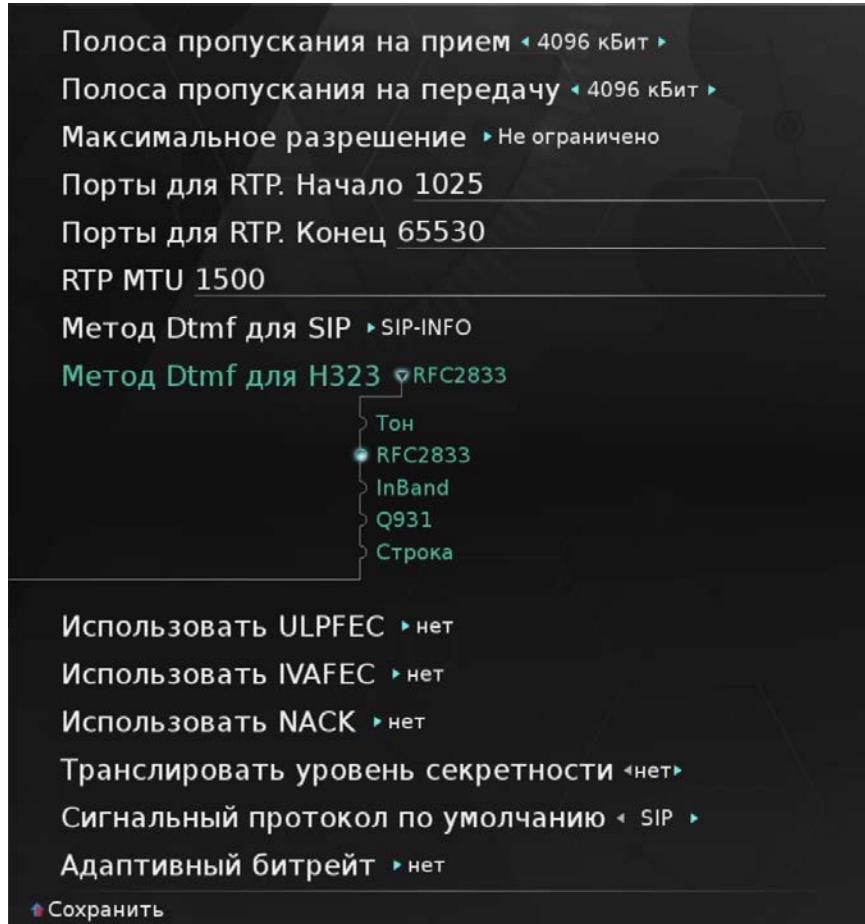 Полоса пропускания на прием 4096 кБит
Полоса пропускания на передачу 4096 кБит
Максимальное разрешение Не ограничено
Порты для RTP. Начало 1025
Порты для RTP. Конец 65530
RTP MTU 1500
Метод Dtmf для SIP SIP-INFO
Метод Dtmf для H323 RFC2833
Тон
RFC2833
InBand
Q931
Строка
Использовать ULPFEC нет
Использовать IVAFEC нет
Использовать NACK нет
Транслировать уровень секретности нет
Сигнальный протокол по умолчанию SIP
Адаптивный битрейт нет
Сохранить